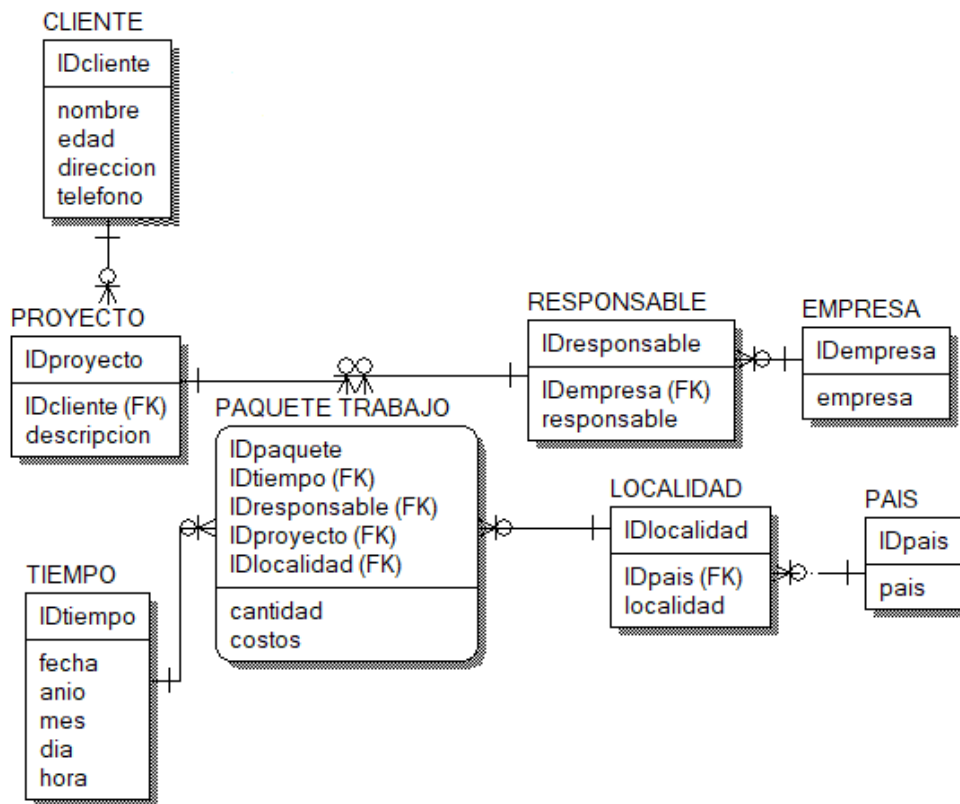 CLIENTE
IDcliente
nombre
edad
direccion
telefono
PROYECTO
IDproyecto
IDcliente (FK)
descripcion
RESPONSABLE
IDresponsable
IDempresa (FK)
responsable
EMPRESA
IDempresa
empresa
PAQUETE TRABAJO
IDpaquete
IDtiempo (FK)
IDresponsable (FK)
IDproyecto (FK)
IDlocalidad (FK)
cantidad
costos
LOCALIDAD
IDlocalidad
IDpais (FK)
localidad
PAIS
IDpais
pais
TIEMPO
IDtiempo
fecha
anio
mes
dia
hora